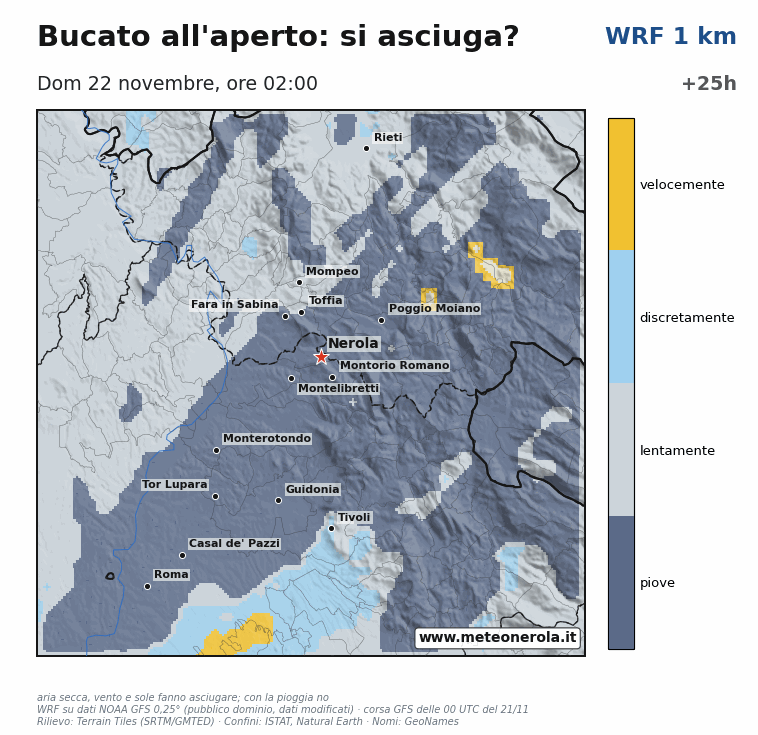 Bucato all'aperto: si asciuga?
WRF 1 km
Dom 22 novembre, ore 02:00
+25h
Rieti
Mompeo
Toffia
Fara in Sabina
Poggio Moiano
Nerola
Montorio Romano
Montelibretti
Monterotondo
Tor Lupara
Guidonia
Tivoli
Casal de' Pazzi
Roma
www.meteonerola.it
velocemente
discretamente
lentamente
piove
aria secca, vento e sole fanno asciugare; con la pioggia no
WRF su dati NOAA GFS 0,25° (pubblico dominio, dati modificati) · corsa GFS delle 00 UTC del 21/11
Rilievo: Terrain Tiles (SRTM/GMTED) · Confini: ISTAT, Natural Earth · Nomi: GeoNames